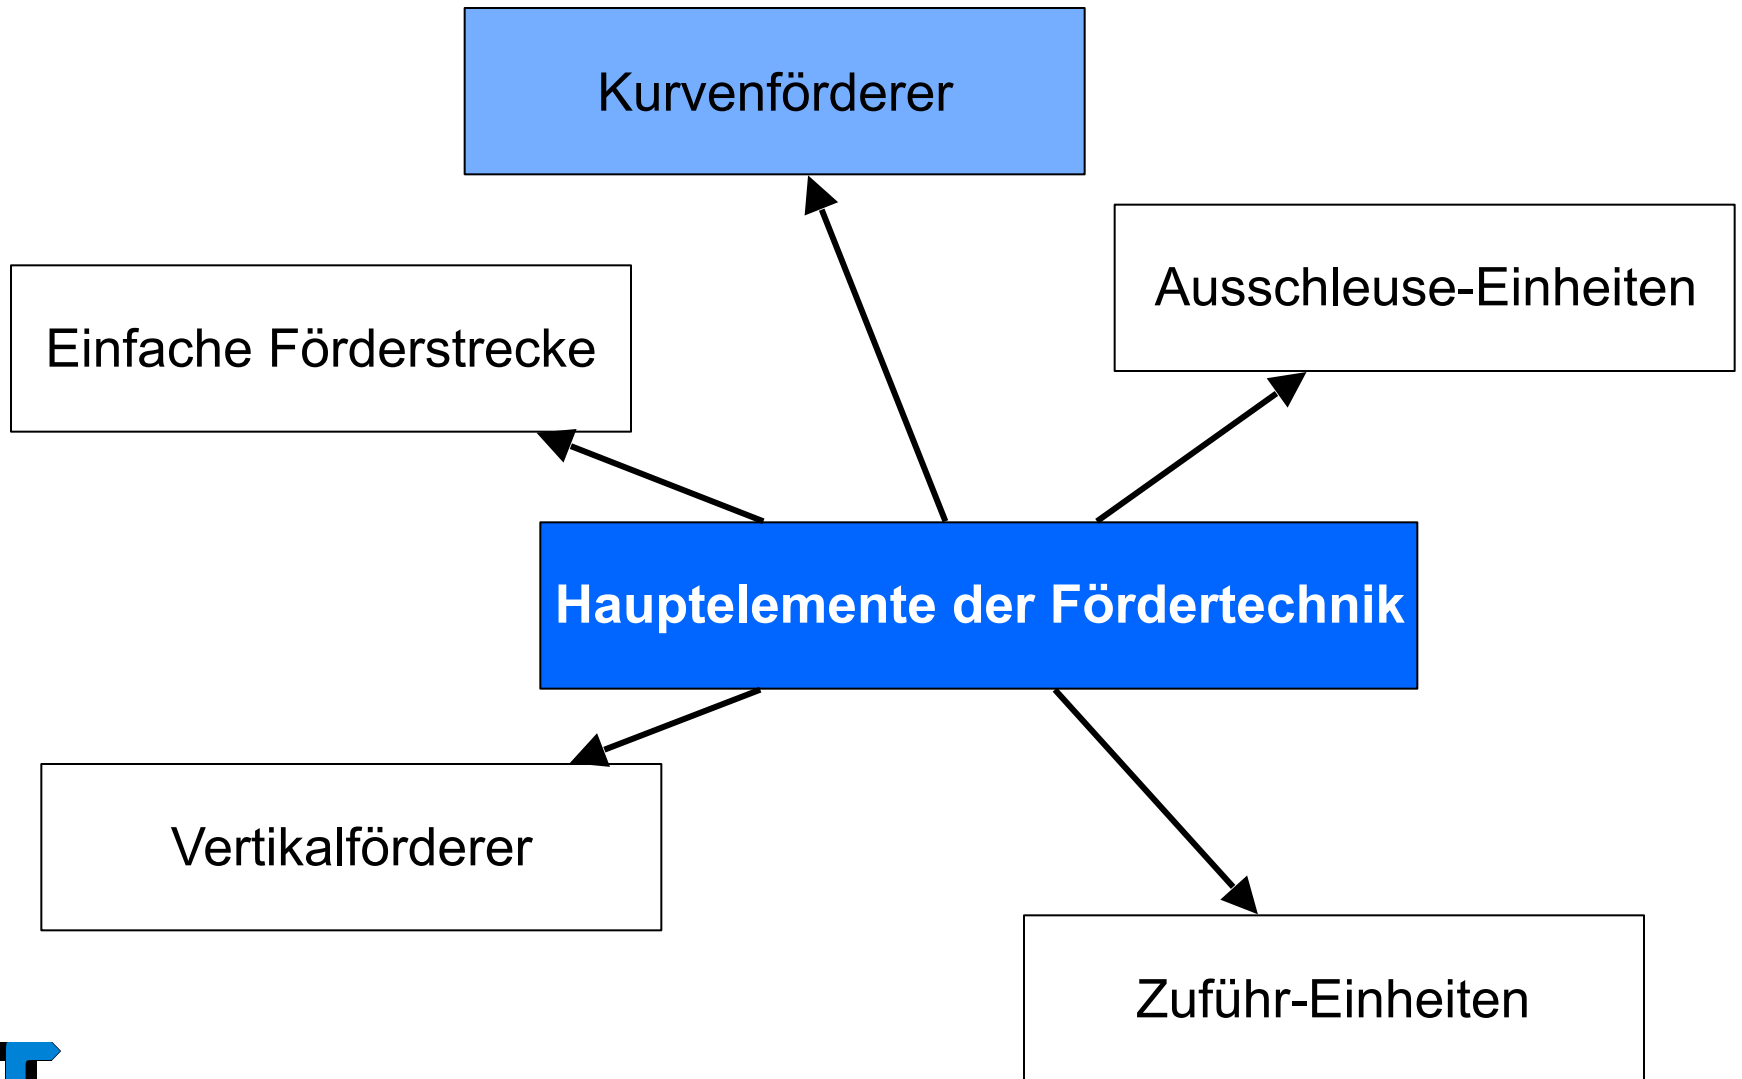 Kurvenförderer
Ausschleuse-Einheiten
Einfache Förderstrecke
Hauptelemente der Fördertechnik
Vertikalförderer
Zuführ-Einheiten